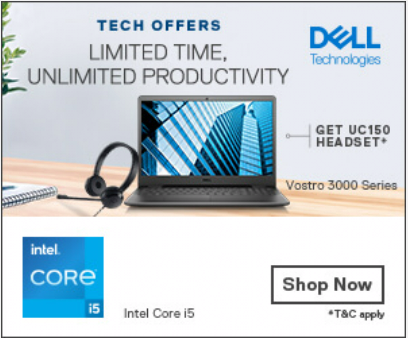 TECH OFFERS
LIMITED TIME,
UNLIMITED PRODUCTIVITY
DELL
Technologies
GET UC150
HEADSET*
Vostro 3000 Series
intel.
CORE
i5
Intel Core i5
Shop Now
*T&C apply